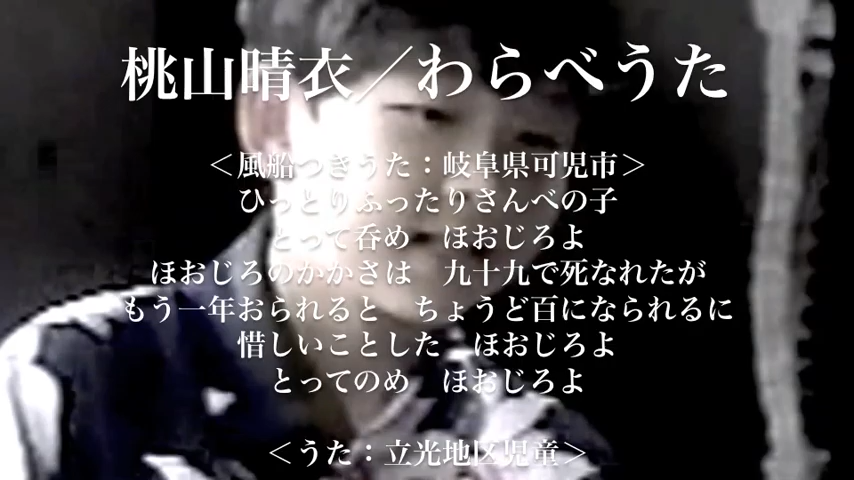 桃山晴衣／わらべうた
＜風船つきうた：岐阜県可児市＞
ひっとりふったりさんべの子
とって呑め　ほおじろよ
ほおじろのかかさは　九十九で死なれたが
もう一年おられると　ちょうど百になられるに
惜しいことした　ほおじろよ
とってのめ　ほおじろよ
＜うた：立光地区児童＞